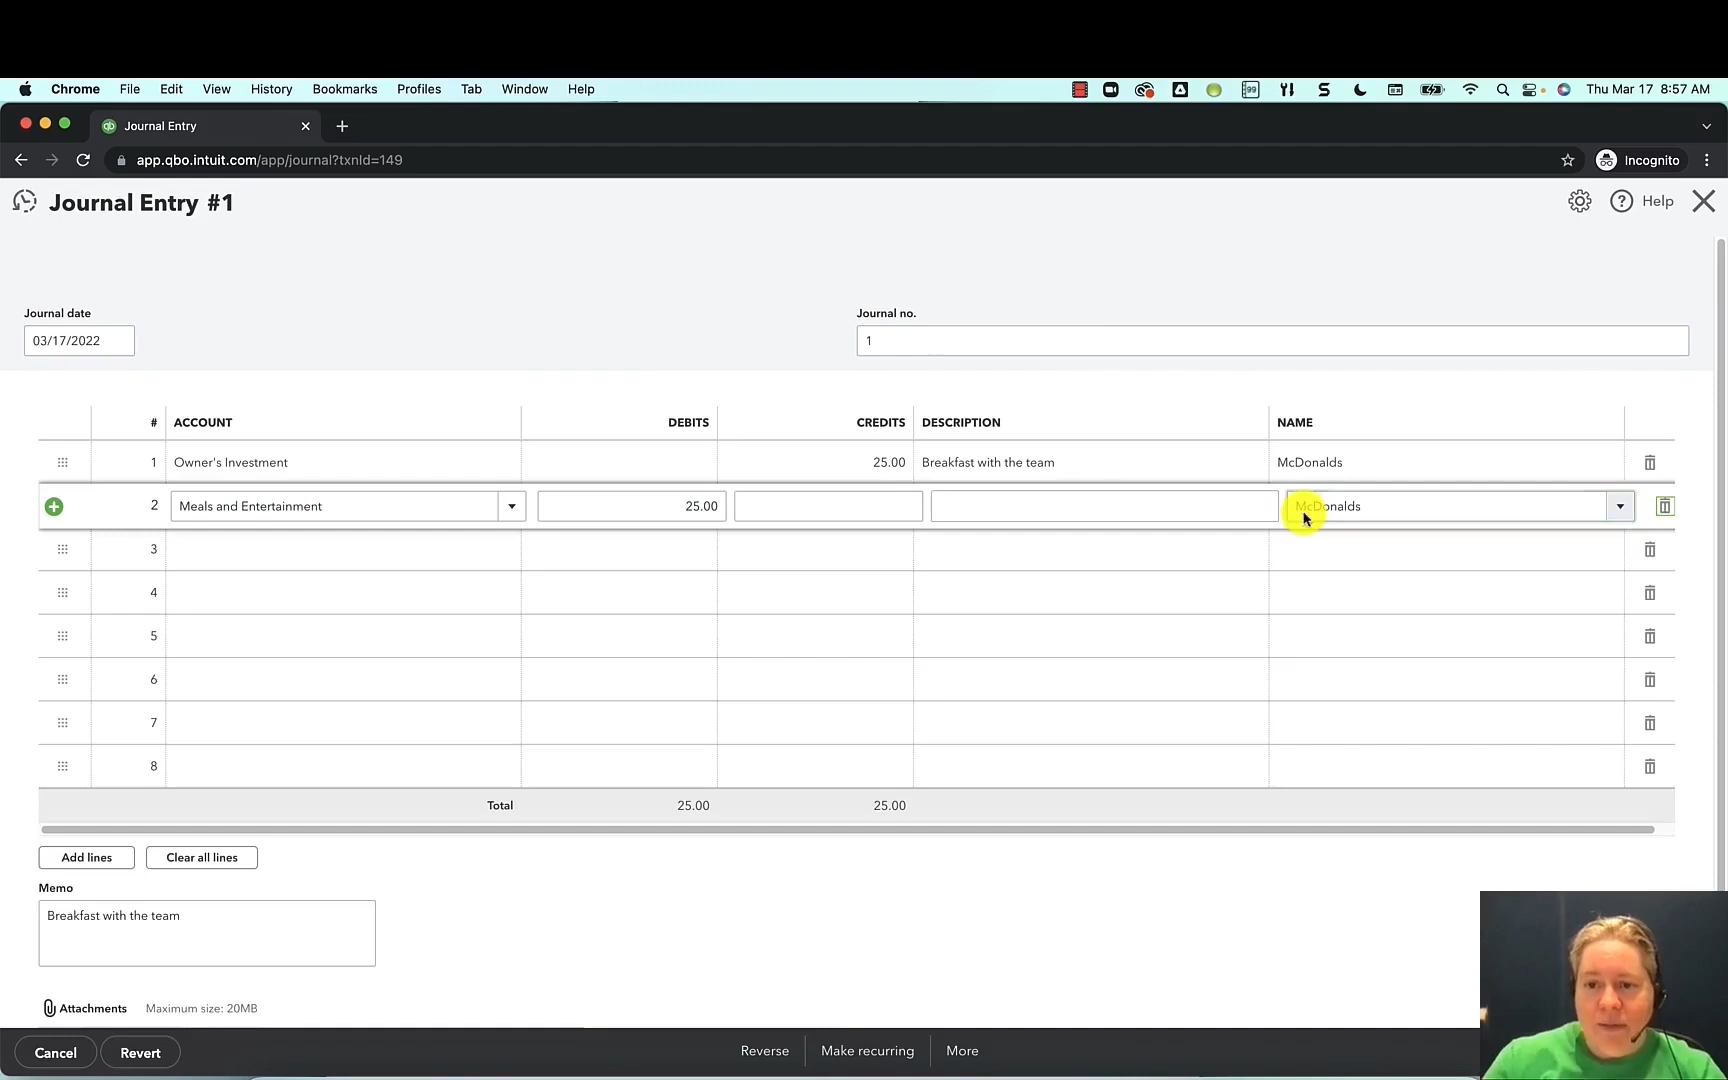 Chrome File Edit View History Bookmarks Profiles Tab Window Help 99 Thu Mar 17 8:57 AM
qb Journal Entry
app.qbo.intuit.com/app/journal?txnId=149 Incognito
Journal Entry #1 Help
Journal date Journal no.
03/17/2022 1
# ACCOUNT DEBITS CREDITS DESCRIPTION NAME
1 Owner's Investment 25.00 Breakfast with the team McDonalds
2 Meals and Entertainment 25.00 McDonalds
3
4
5
6
7
8
Total 25.00 25.00
Add lines Clear all lines
Memo
Breakfast with the team
Attachments Maximum size: 20MB
Cancel Revert Reverse Make recurring More